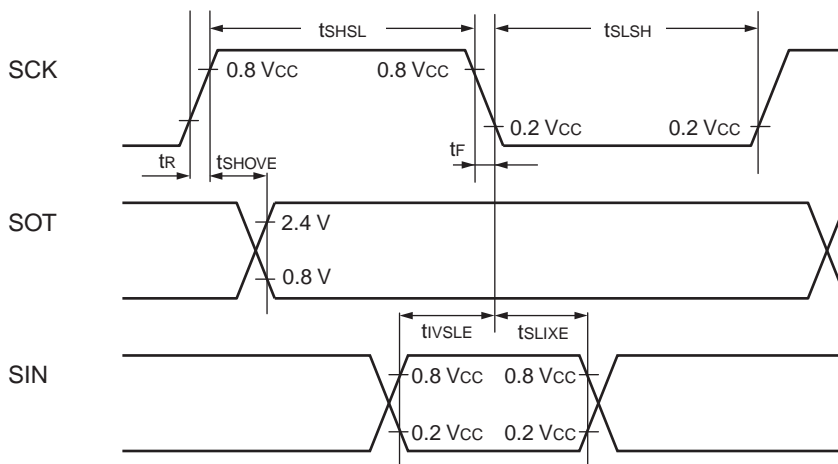 tSHSL
tSLSH
SCK
0.8 VCC
0.8 VCC
0.2 VCC
0.2 VCC
tR
tSHOVE
tF
SOT
2.4 V
0.8 V
tIVSLE
tSLIXE
SIN
0.8 VCC
0.8 VCC
0.2 VCC
0.2 VCC